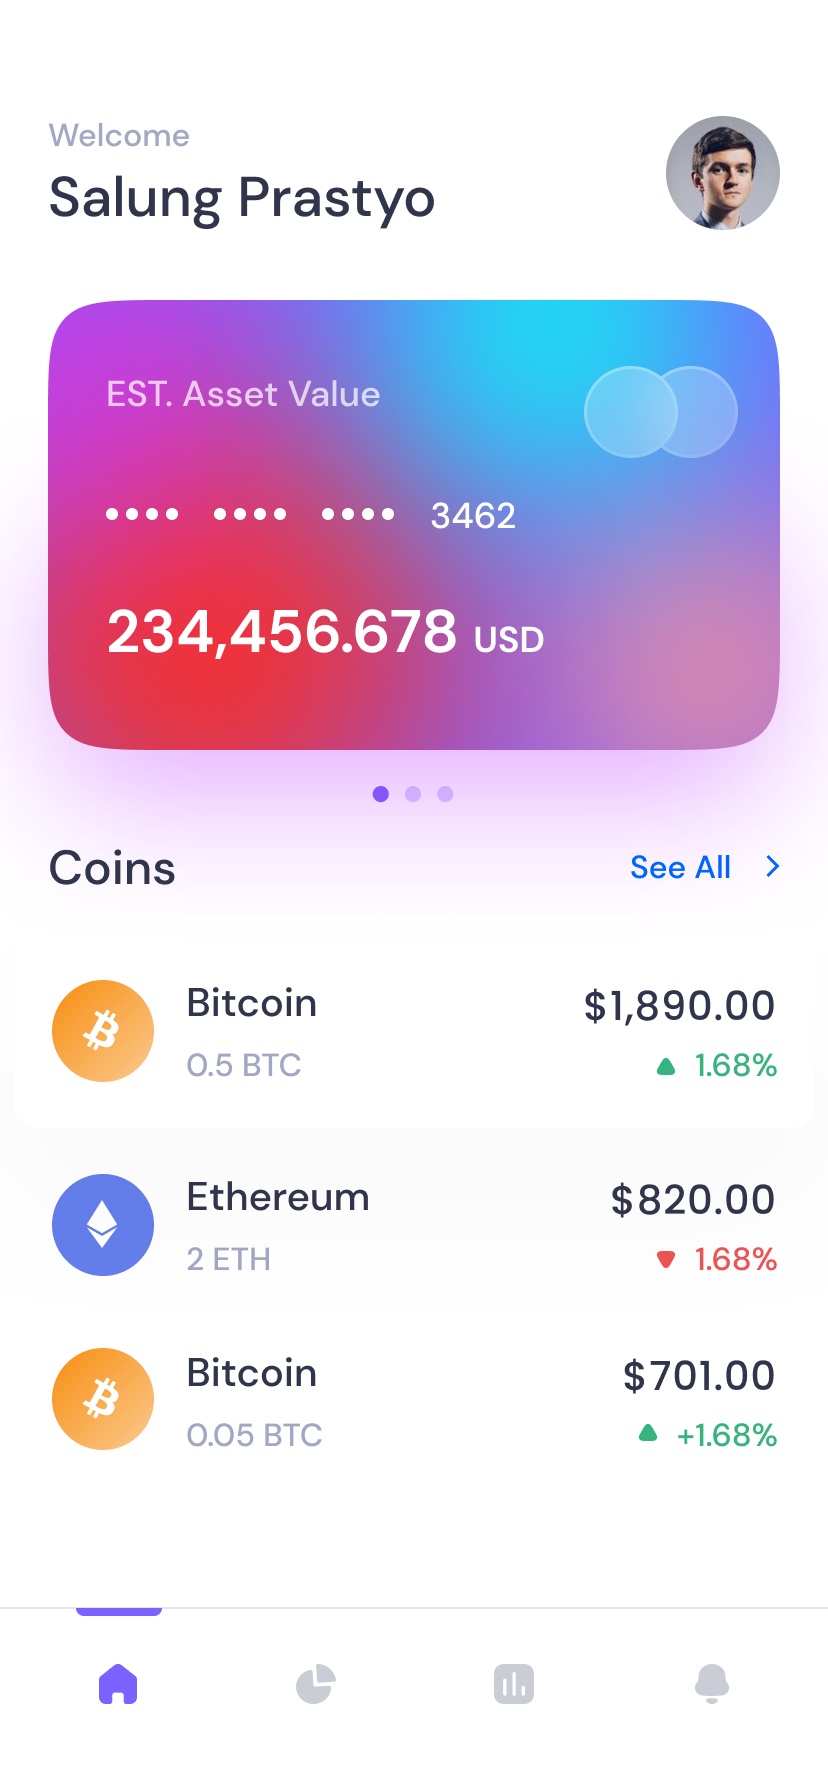 Welcome
Salung Prastyo
EST. Asset Value
•••• •••• •••• 3462
234,456.678 USD
Coins
See All
Bitcoin
$1,890.00
0.5 BTC
1.68%
Ethereum
$820.00
2 ETH
1.68%
Bitcoin
$701.00
0.05 BTC
+1.68%